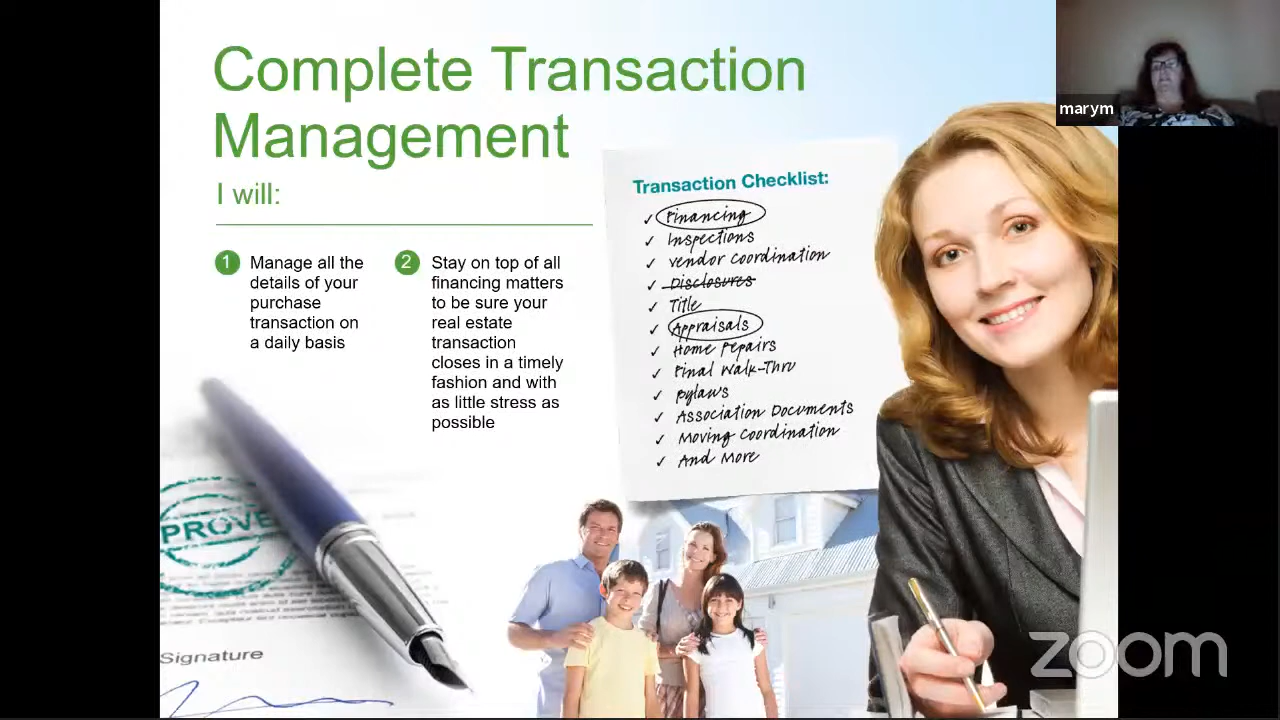 Complete Transaction
Management
I will:
1 Manage all the
details of your
purchase
transaction on
a daily basis
2 Stay on top of all
financing matters
to be sure your
real estate
transaction
closes in a timely
fashion and with
as little stress as
possible
Transaction Checklist:
✓ Financing
✓ Inspections
✓ Vendor Coordination
✓ Disclosures
✓ Title
✓ Appraisals
✓ Home Repairs
✓ Final Walk-Thru
✓ Bylaws
✓ Association Documents
✓ Moving Coordination
✓ And More
PROVE
Signature
marym
zoom